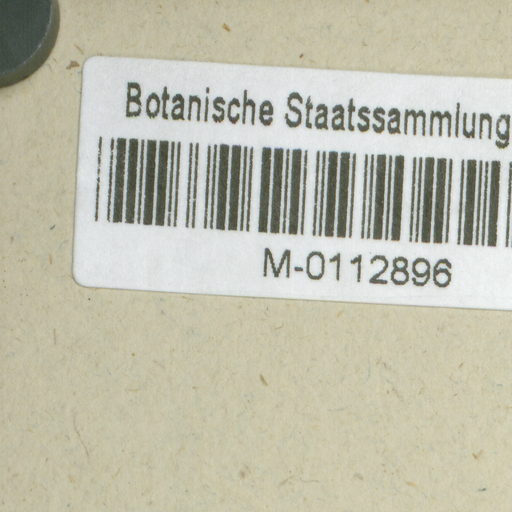 Botanische Staatssammlung
M-0112896